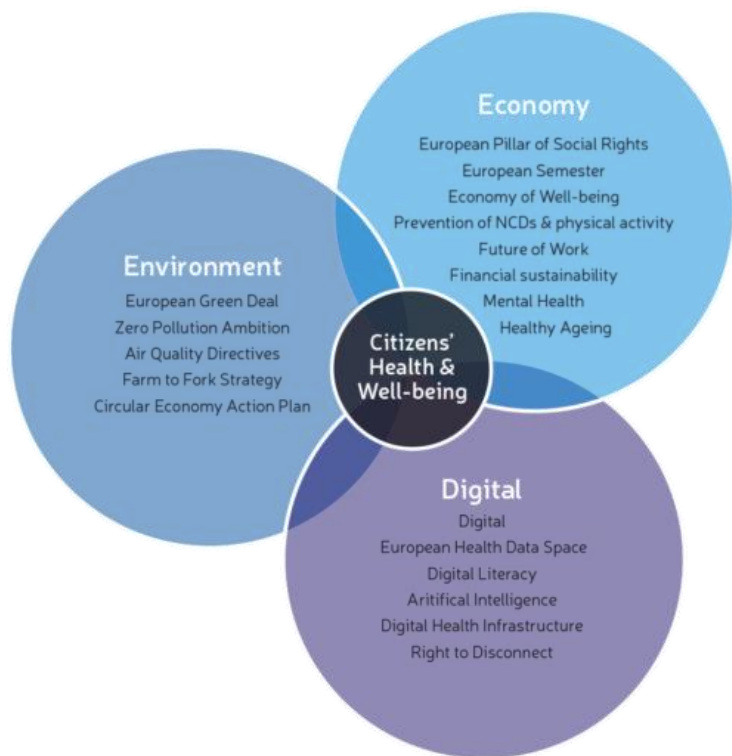 Economy
European Pillar of Social Rights
European Semester
Economy of Well-being
Prevention of NCDs & physical activity
Future of Work
Financial sustainability
Mental Health
Healthy Ageing
Environment
European Green Deal
Zero Pollution Ambition
Air Quality Directives
Farm to Fork Strategy
Circular Economy Action Plan
Citizens'
Health &
Well-being
Digital
Digital
European Health Data Space
Digital Literacy
Aritifical Intelligence
Digital Health Infrastructure
Right to Disconnect